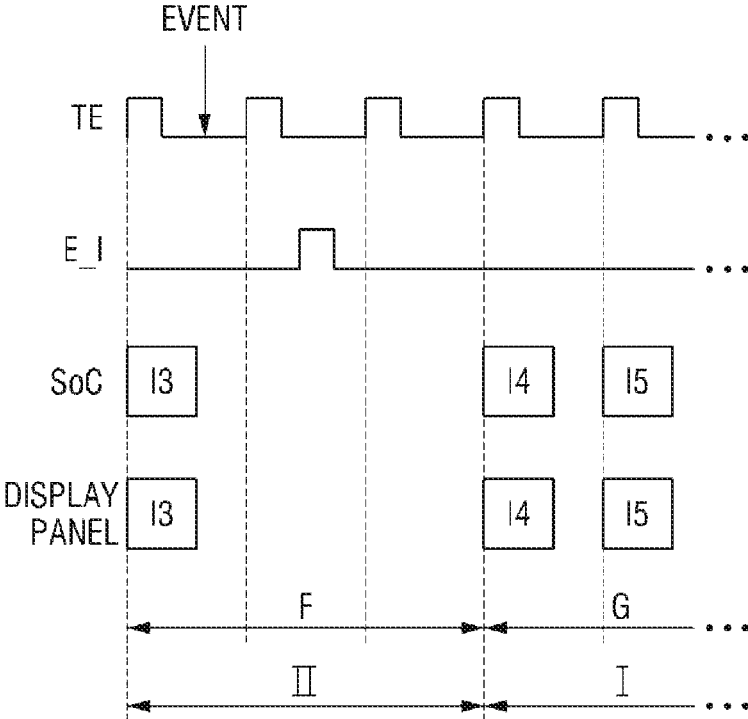 EVENT
TE
E_I
SoC I3 I4 I5
DISPLAY PANEL I3 I4 I5
F G
II I